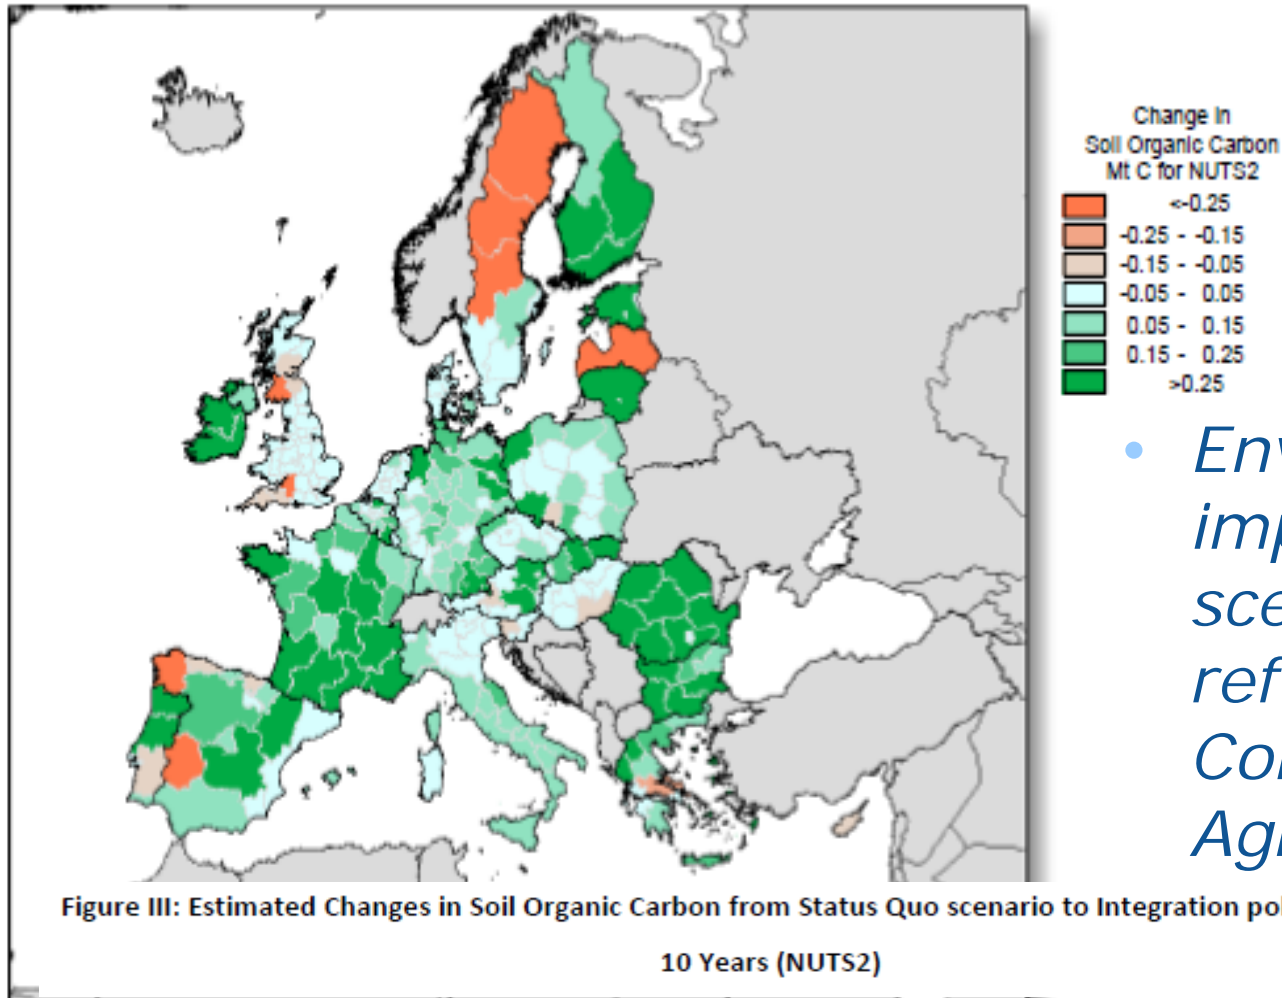 Change in
Soil Organic Carbon
Mt C for NUTS2
<-0.25
-0.25 - -0.15
-0.15 - -0.05
-0.05 - 0.05
0.05 - 0.15
0.15 - 0.25
>0.25
• Env
imp
sce
ref
Co
Agr
Figure III: Estimated Changes in Soil Organic Carbon from Status Quo scenario to Integration pol
10 Years (NUTS2)